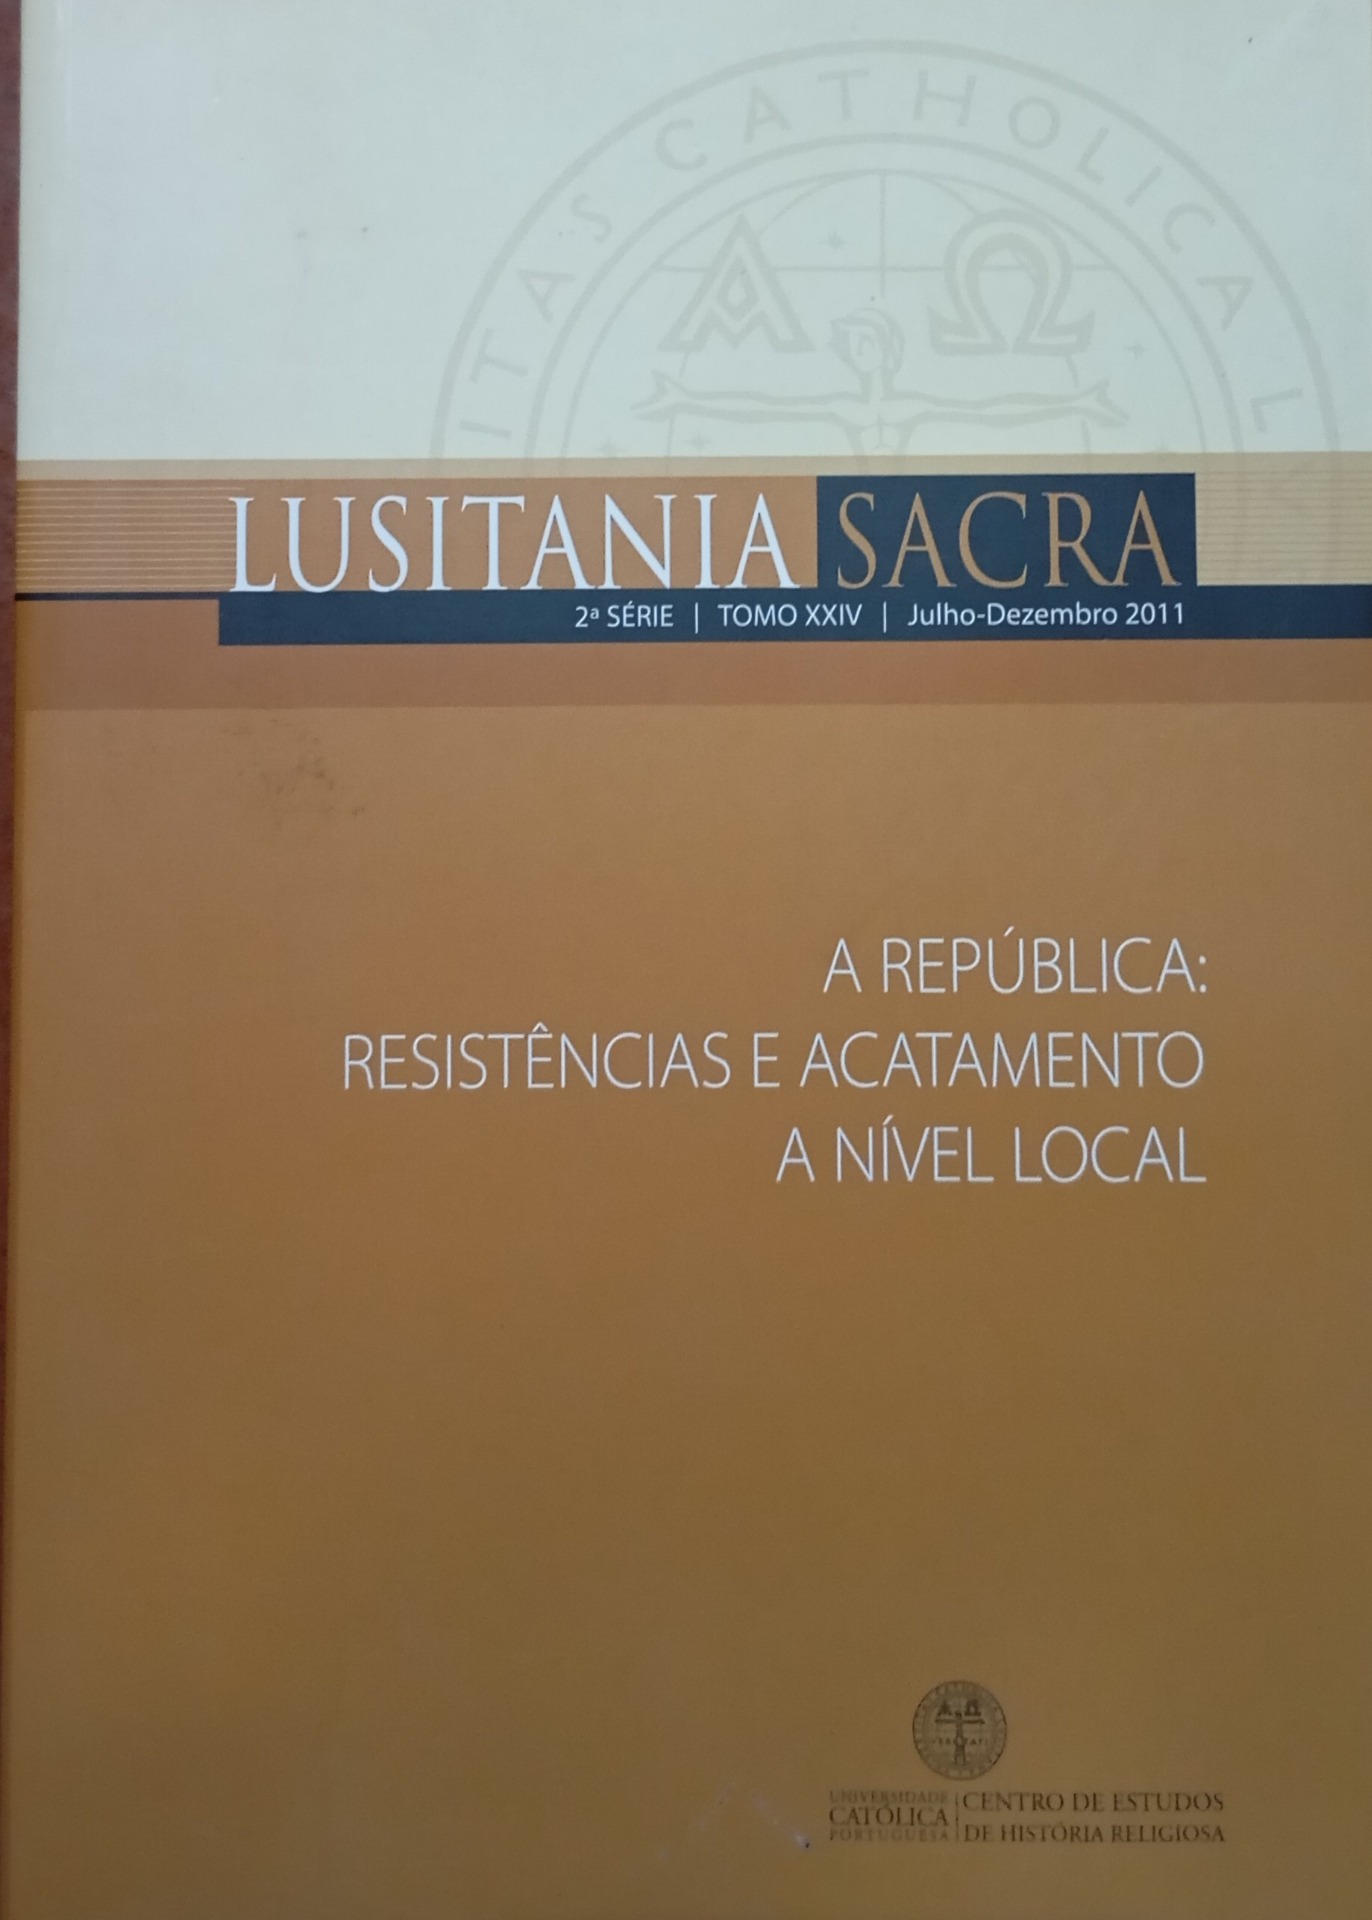 ITAS CATHOLICA L
Α Ω
LUSITANIA SACRA
2ª SÉRIE | TOMO XXIV | Julho-Dezembro 2011
A REPÚBLICA:
RESISTÊNCIAS E ACATAMENTO
A NÍVEL LOCAL
Α Ω
UNIVERSIDADE
CATÓLICA
PORTUGUESA
CENTRO DE ESTUDOS
DE HISTÓRIA RELIGIOSA